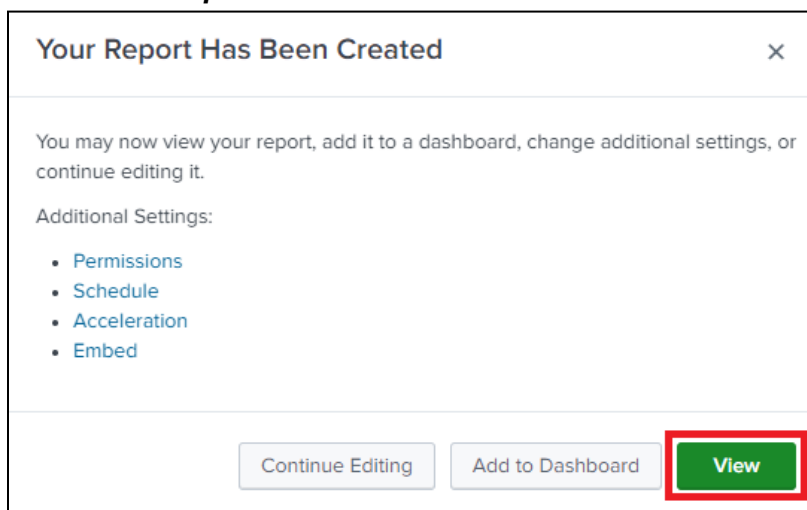 Your Report Has Been Created
You may now view your report, add it to a dashboard, change additional settings, or
continue editing it.
Additional Settings:
• Permissions
• Schedule
• Acceleration
• Embed
Continue Editing
Add to Dashboard
View